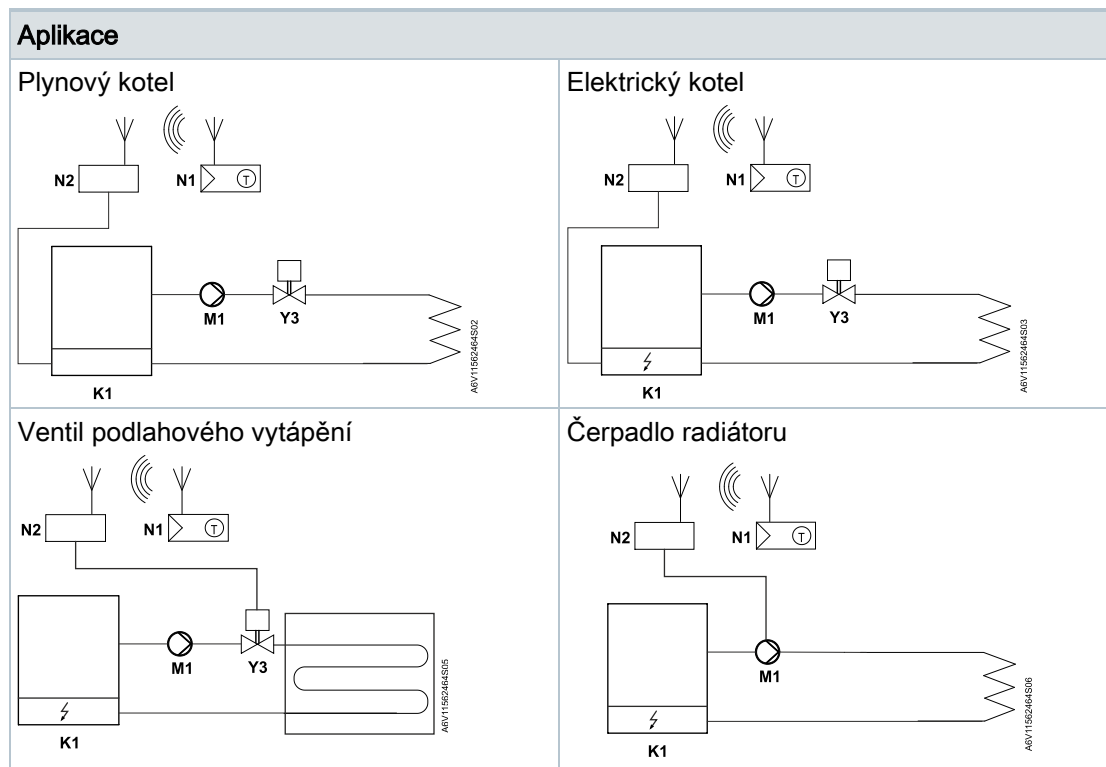 Aplikace
Plynový kotel
N2
N1
T
M1
Y3
K1
A6V11562464S02
Elektrický kotel
N2
N1
T
M1
Y3
K1
A6V11562464S03
Ventil podlahového vytápění
N2
N1
T
M1
Y3
K1
A6V11562464S05
Čerpadlo radiátoru
N2
N1
T
M1
K1
A6V11562464S06